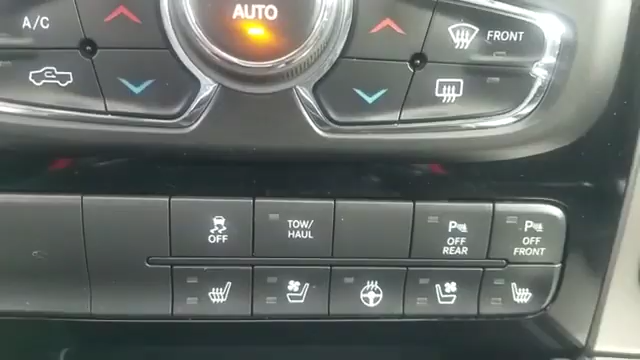 A/C
AUTO
FRONT
OFF
TOW/
HAUL
P
OFF
REAR
P
OFF
FRONT